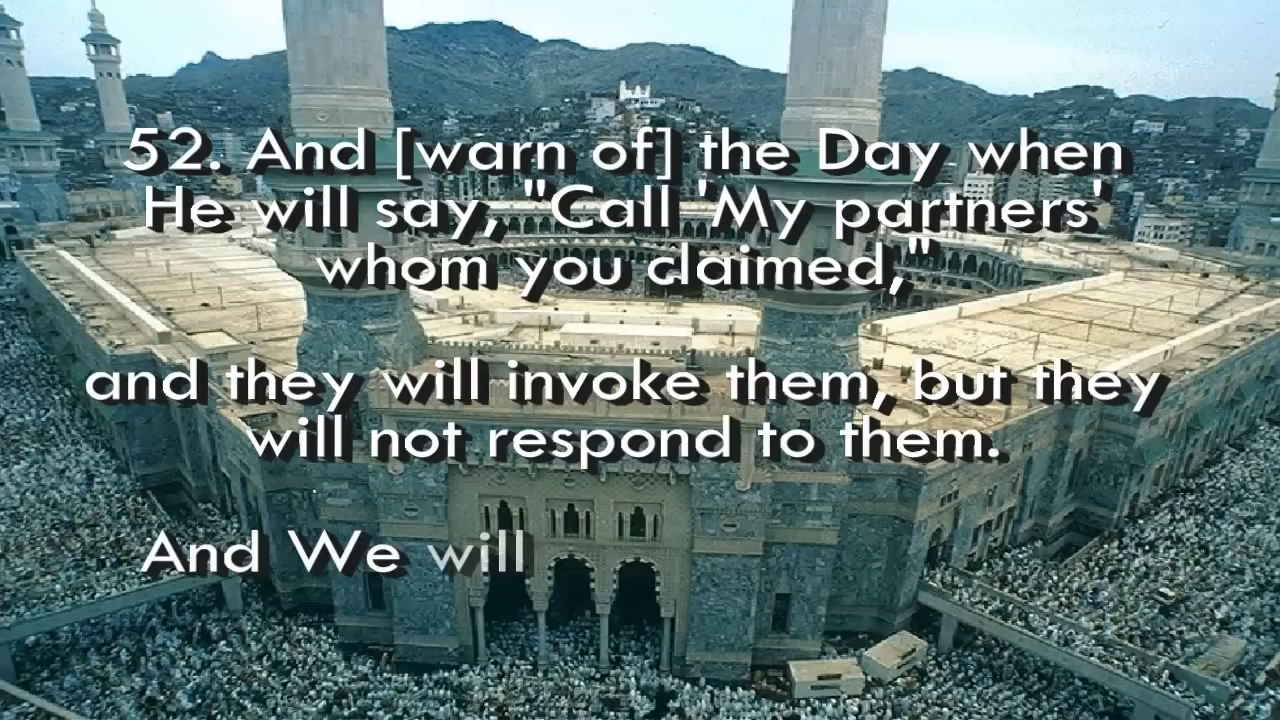 52. And [warn of] the Day when
He will say, "Call 'My partners'
whom you claimed,"
and they will invoke them, but they
will not respond to them.
And We will